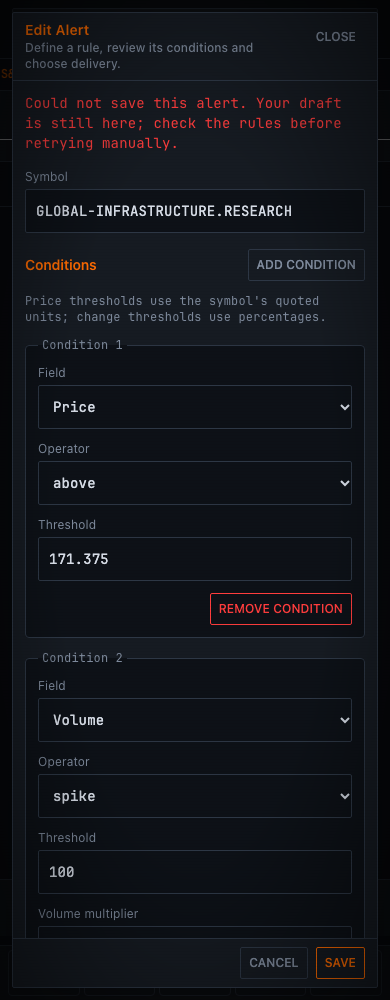 Edit Alert
CLOSE
Define a rule, review its conditions and
choose delivery.
Could not save this alert. Your draft
is still here; check the rules before
retrying manually.
Symbol
GLOBAL-INFRASTRUCTURE.RESEARCH
Conditions
ADD CONDITION
Price thresholds use the symbol's quoted
units; change thresholds use percentages.
Condition 1
Field
Price
Operator
above
Threshold
171.375
REMOVE CONDITION
Condition 2
Field
Volume
Operator
spike
Threshold
100
Volume multiplier
CANCEL
SAVE